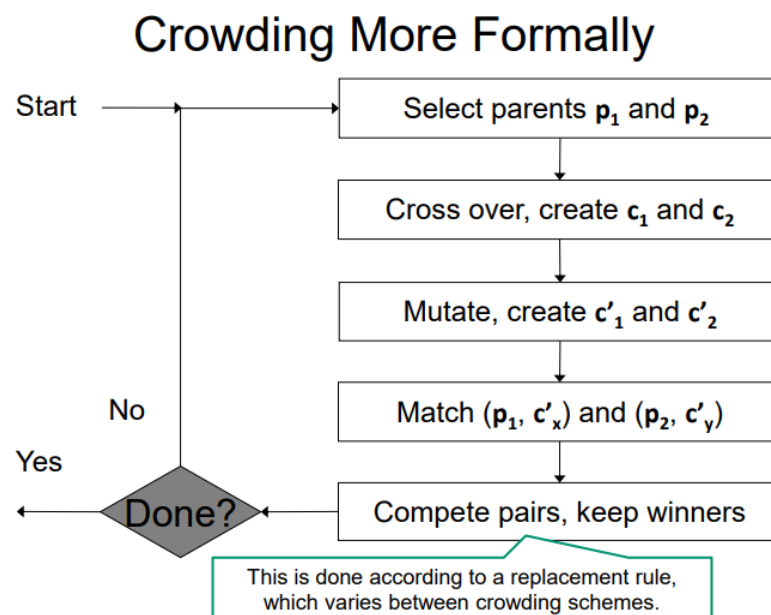 Crowding More Formally
Start
Select parents p₁ and p₂
Cross over, create c₁ and c₂
Mutate, create c’₁ and c’₂
Match (p₁, c’ₓ) and (p₂, c’ᵧ)
No
Yes
Done?
Compete pairs, keep winners
This is done according to a replacement rule,
which varies between crowding schemes.